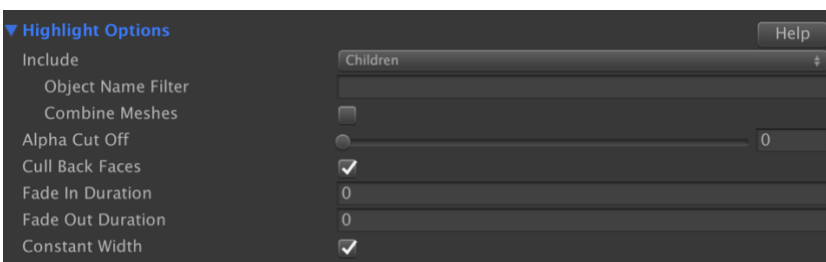 Highlight Options Help
Include Children
Object Name Filter
Combine Meshes
Alpha Cut Off 0
Cull Back Faces
Fade In Duration 0
Fade Out Duration 0
Constant Width